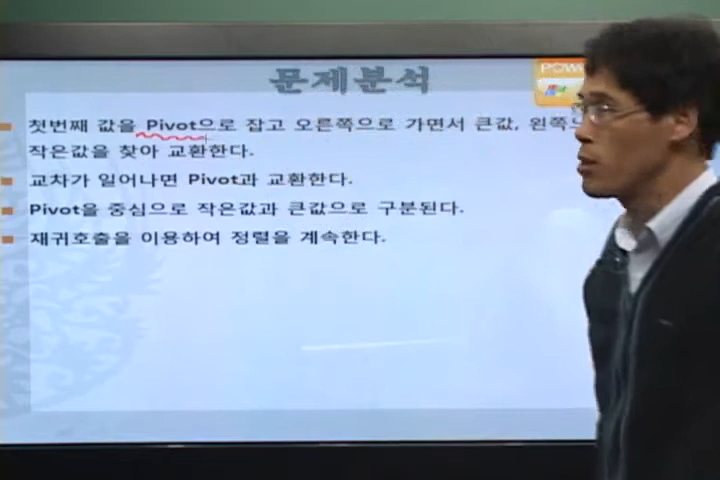 문제분석
POW
첫번째 값을 Pivot으로 잡고 오른쪽으로 가면서 큰값, 왼쪽
작은값을 찾아 교환한다.
교차가 일어나면 Pivot과 교환한다.
Pivot을 중심으로 작은값과 큰값으로 구분된다.
재귀호출을 이용하여 정렬을 계속한다.